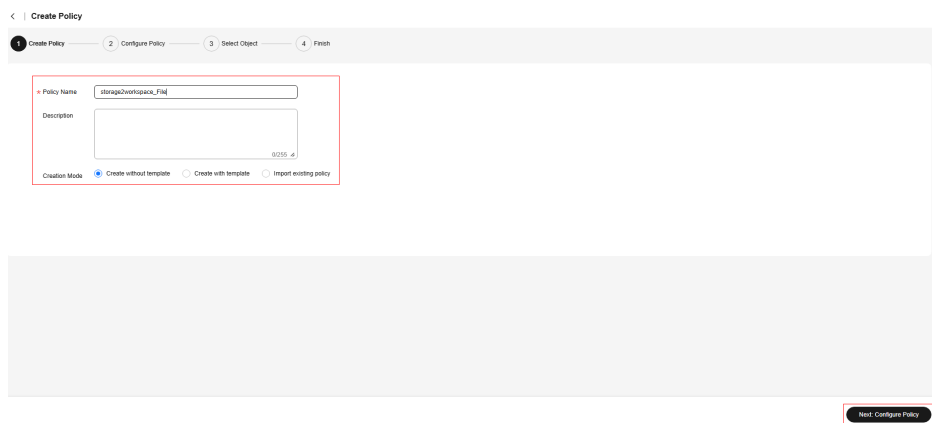 Create Policy
1 Create Policy 2 Configure Policy 3 Select Object 4 Finish
* Policy Name storage2workspace_File
Description
0/255
Creation Mode Create without template Create with template Import existing policy
Next: Configure Policy